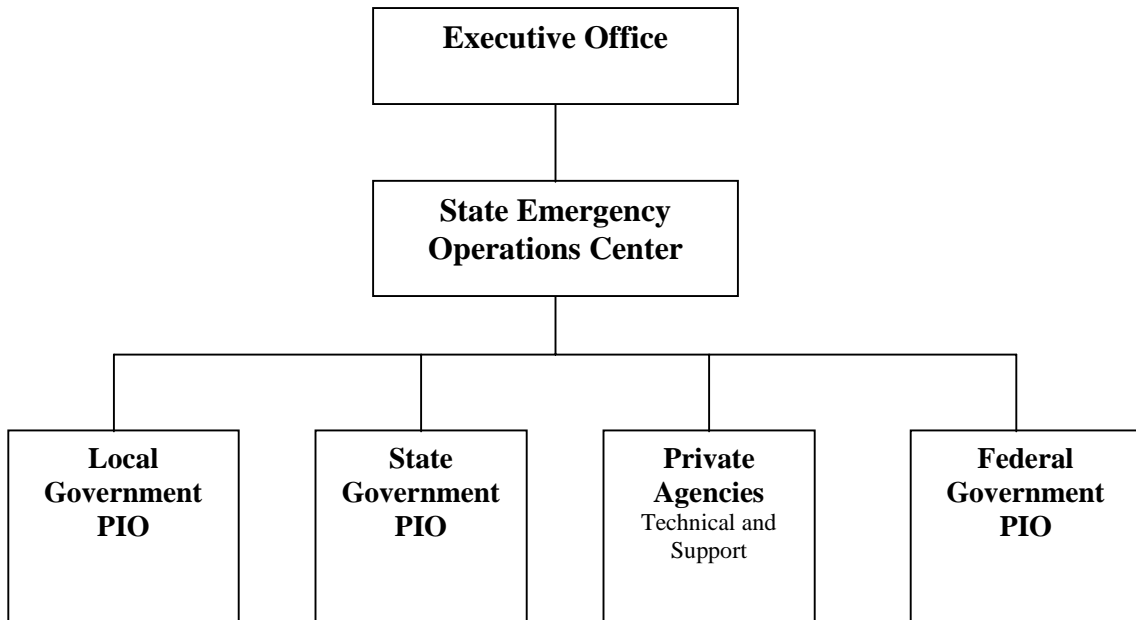 Executive Office
State Emergency
Operations Center
Local
Government
PIO
State
Government
PIO
Private
Agencies
Technical and
Support
Federal
Government
PIO